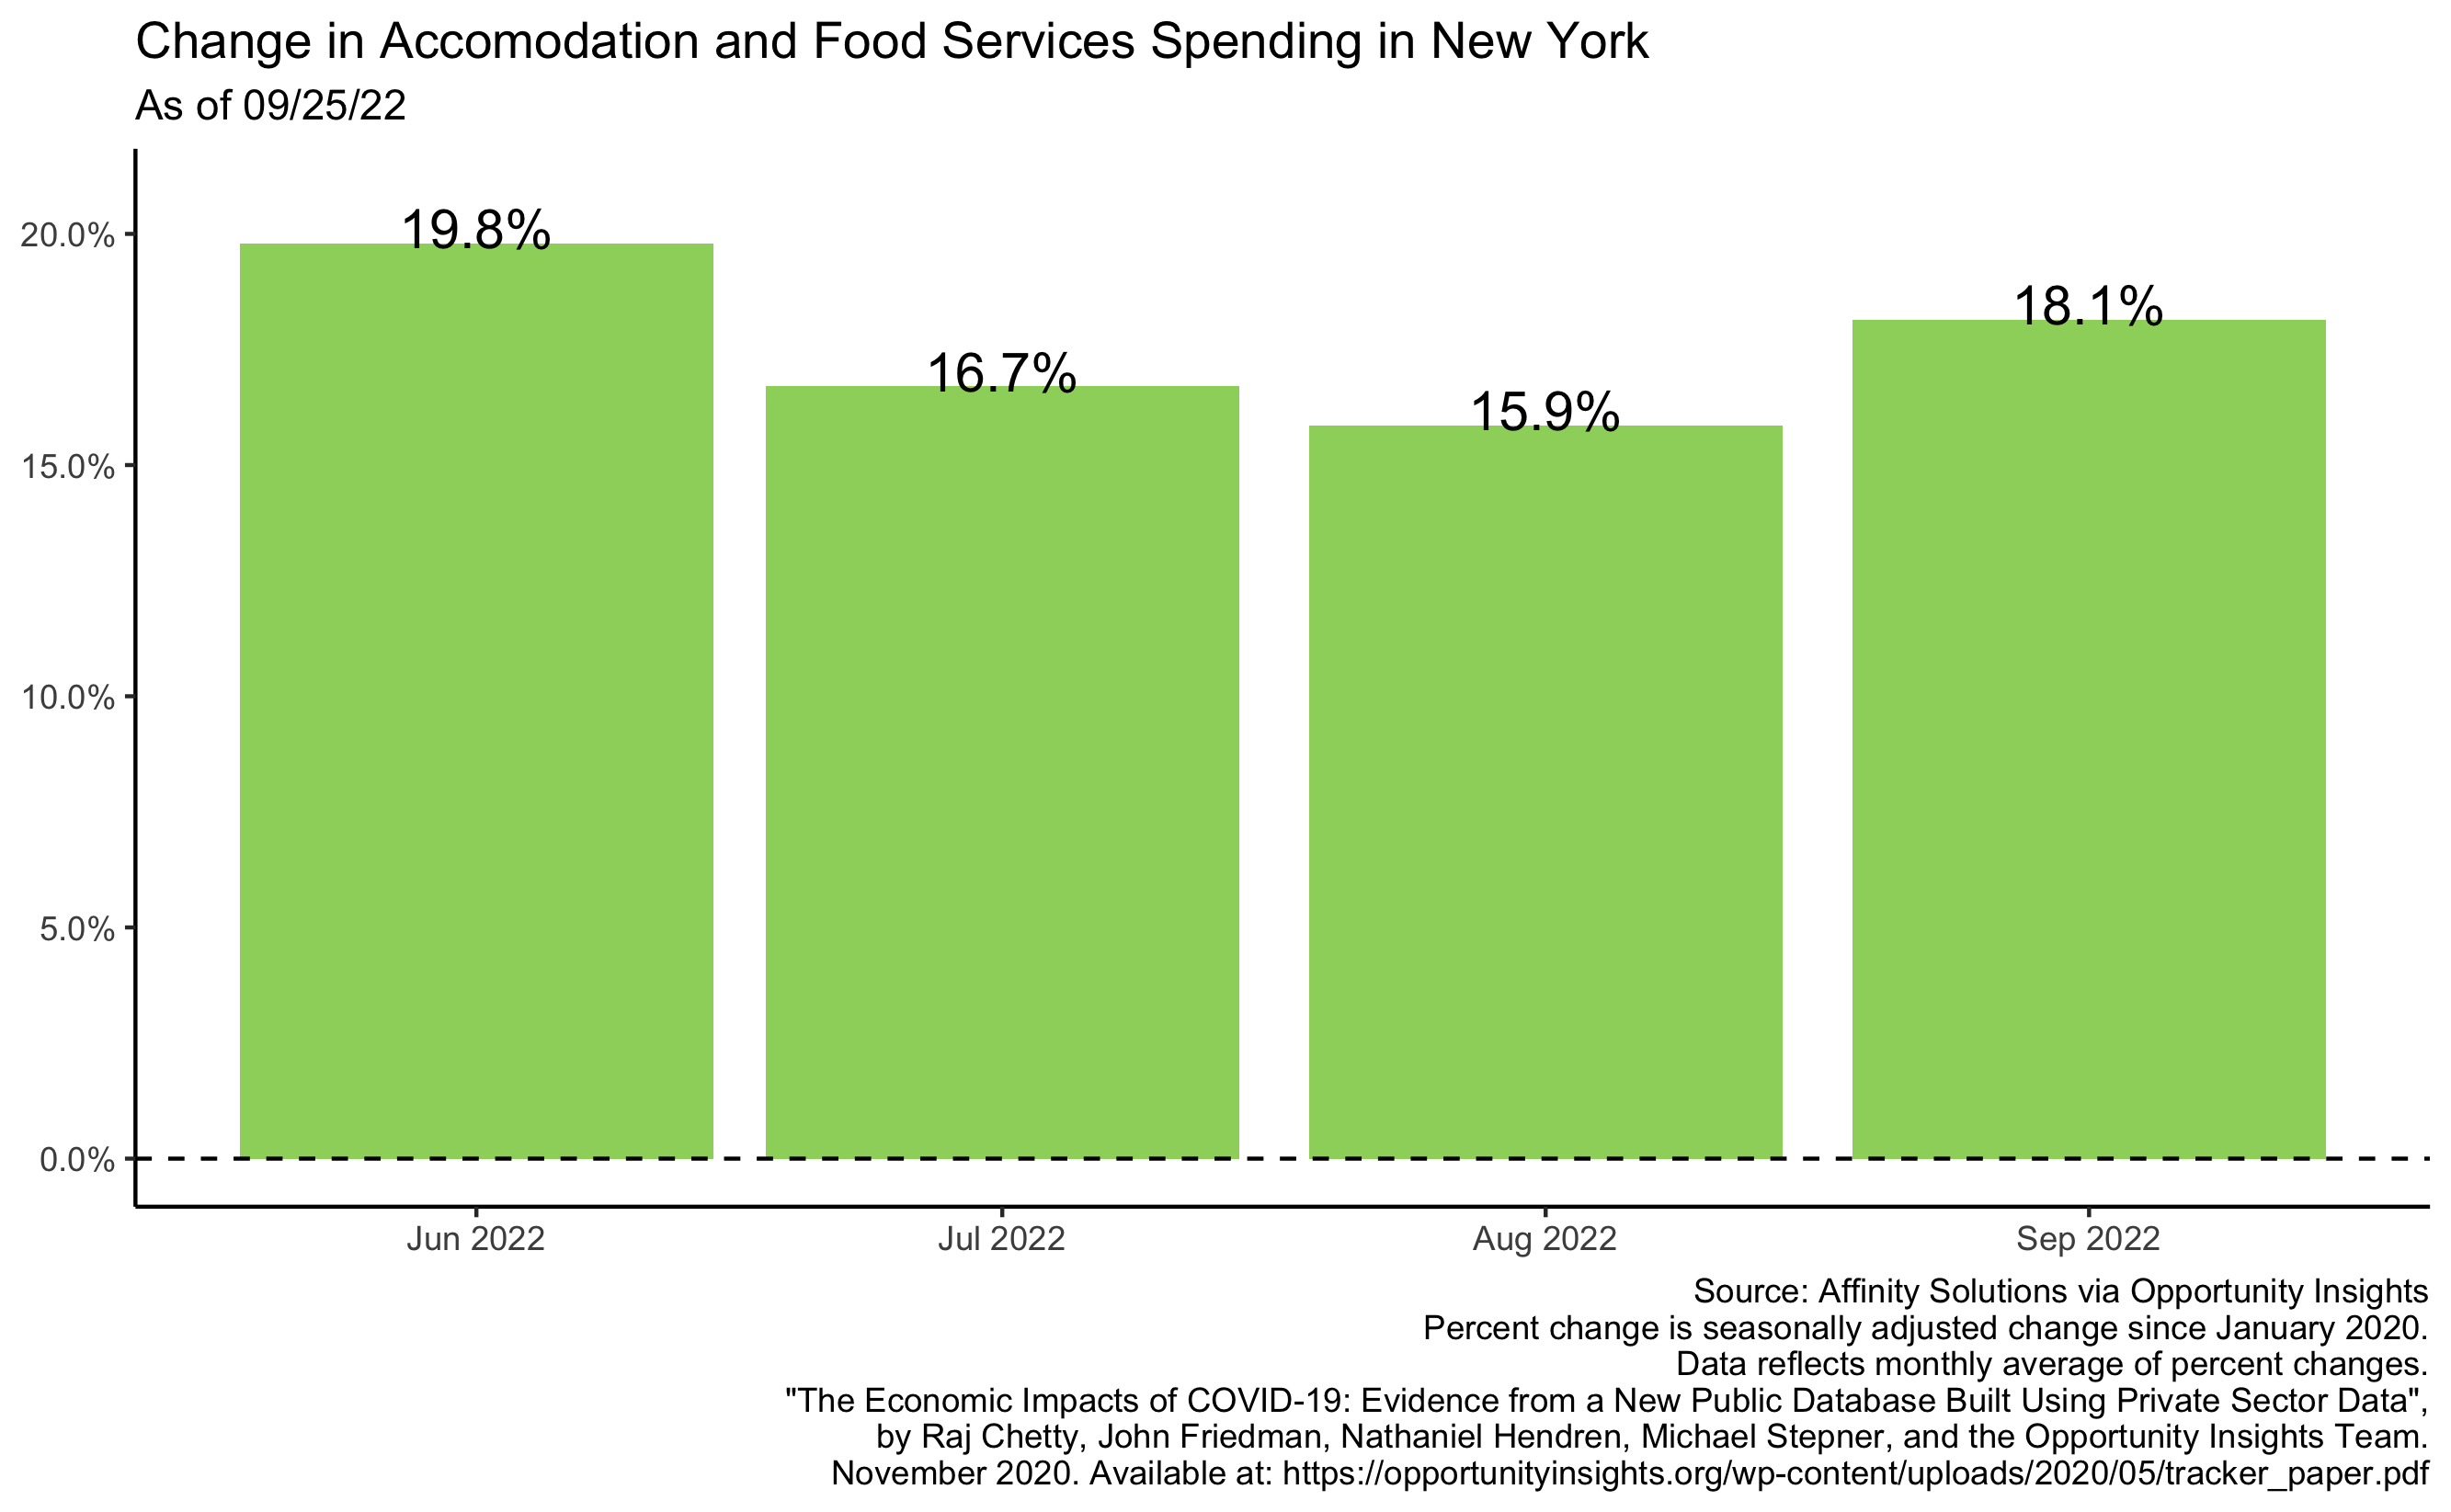 Change in Accomodation and Food Services Spending in New York
As of 09/25/22
20.0%
15.0%
10.0%
5.0%
0.0%
19.8%
16.7%
15.9%
18.1%
Jun 2022
Jul 2022
Aug 2022
Sep 2022
Source: Affinity Solutions via Opportunity Insights
Percent change is seasonally adjusted change since January 2020.
Data reflects monthly average of percent changes.
"The Economic Impacts of COVID-19: Evidence from a New Public Database Built Using Private Sector Data",
by Raj Chetty, John Friedman, Nathaniel Hendren, Michael Stepner, and the Opportunity Insights Team.
November 2020. Available at: https://opportunityinsights.org/wp-content/uploads/2020/05/tracker_paper.pdf